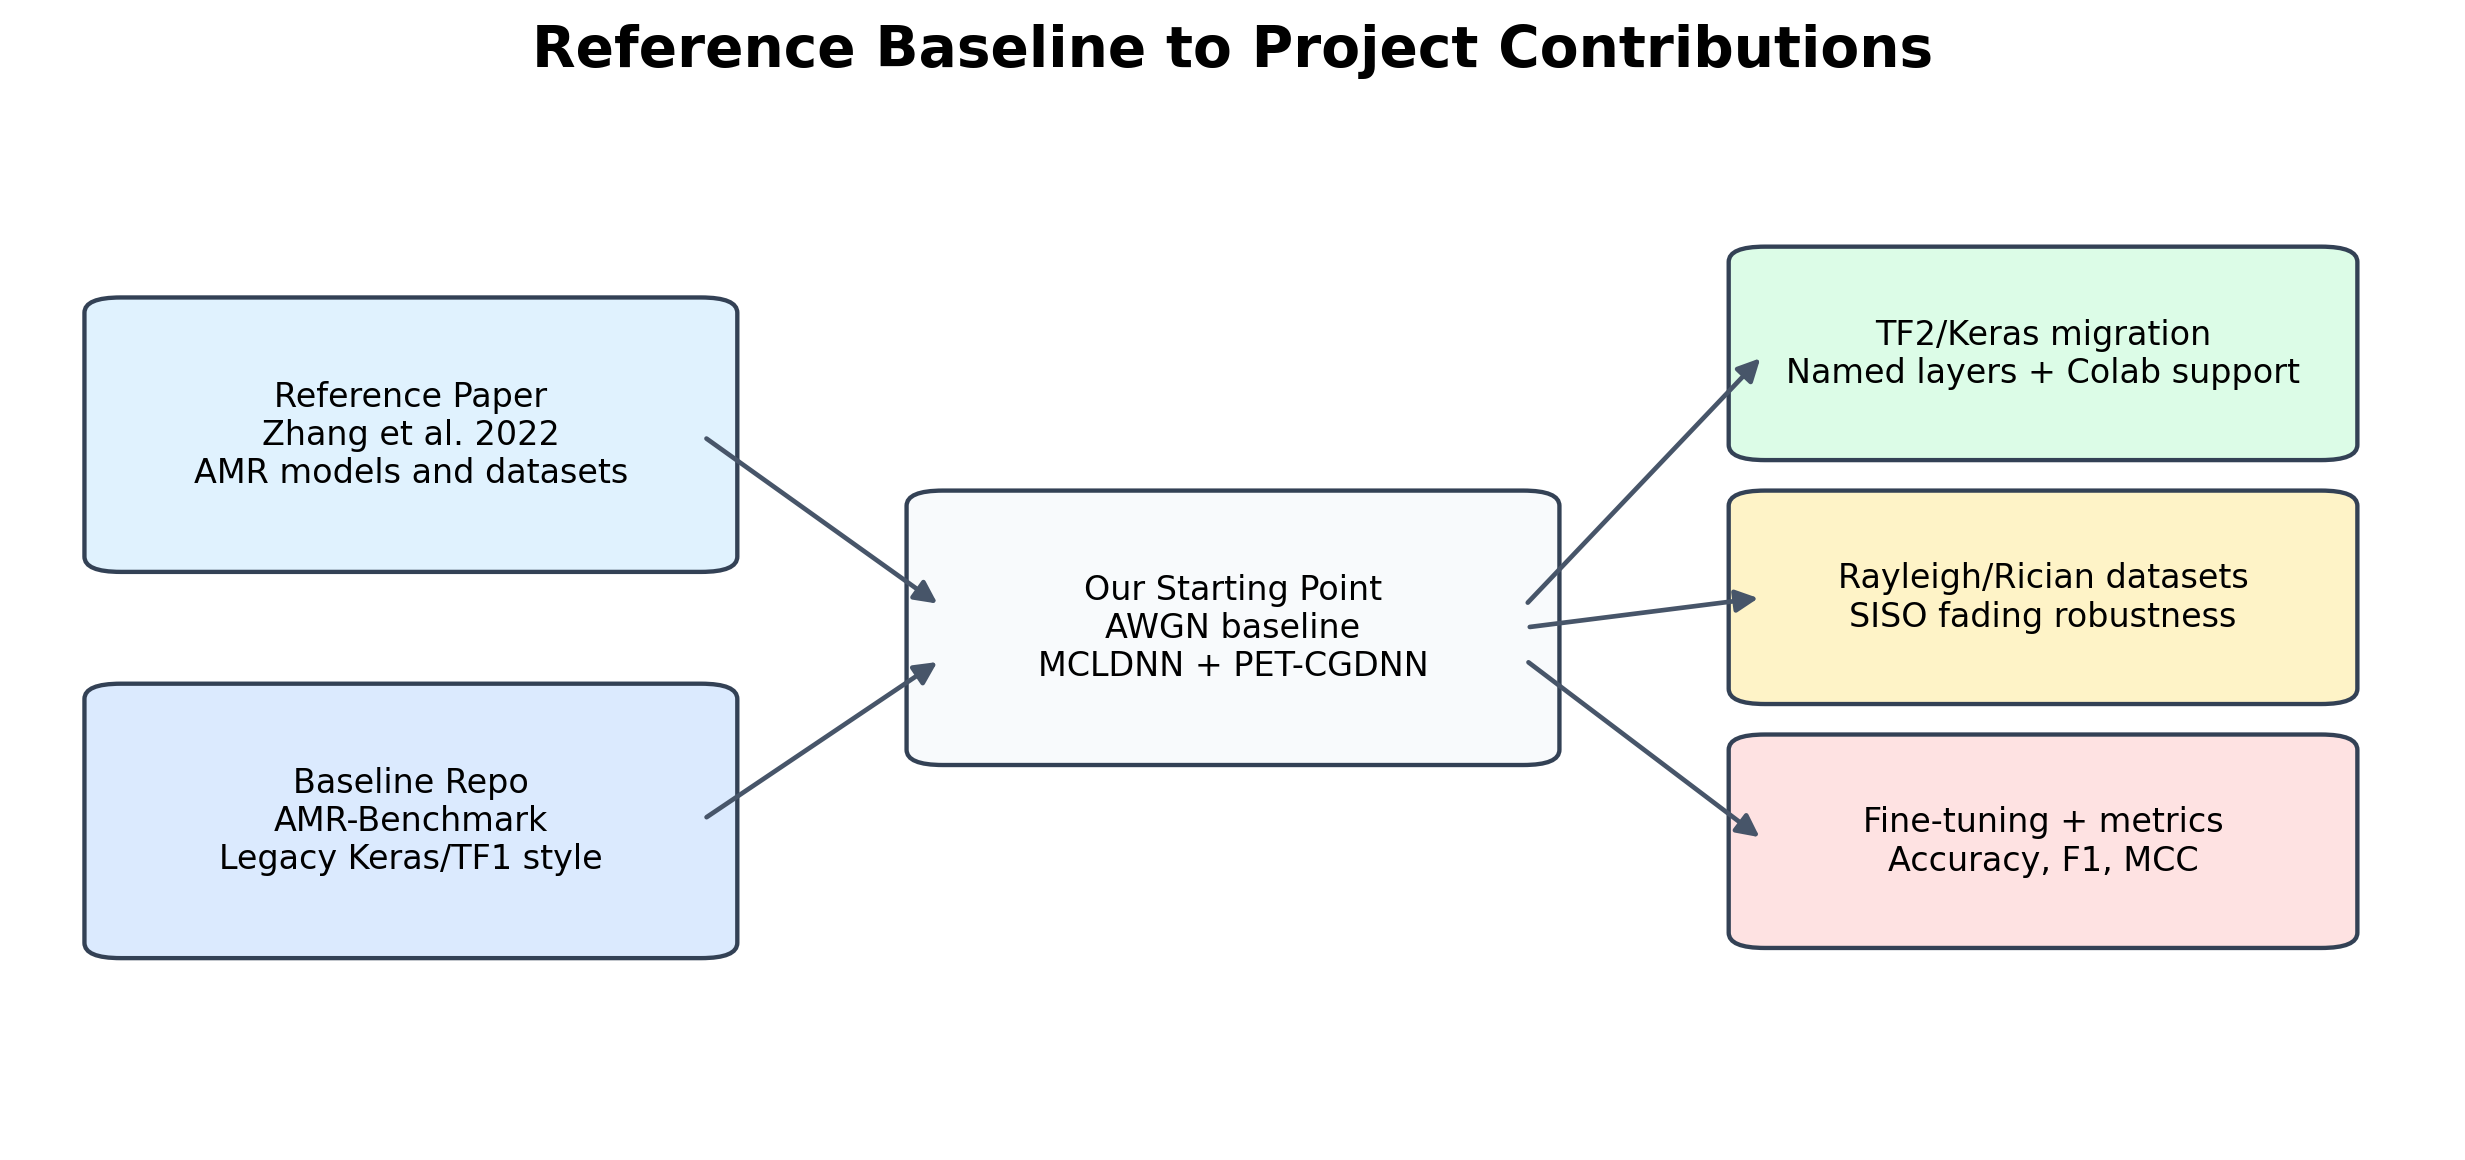 Reference Baseline to Project Contributions
Reference Paper
Zhang et al. 2022
AMR models and datasets
Baseline Repo
AMR-Benchmark
Legacy Keras/TF1 style
Our Starting Point
AWGN baseline
MCLDNN + PET-CGDNN
TF2/Keras migration
Named layers + Colab support
Rayleigh/Rician datasets
SISO fading robustness
Fine-tuning + metrics
Accuracy, F1, MCC